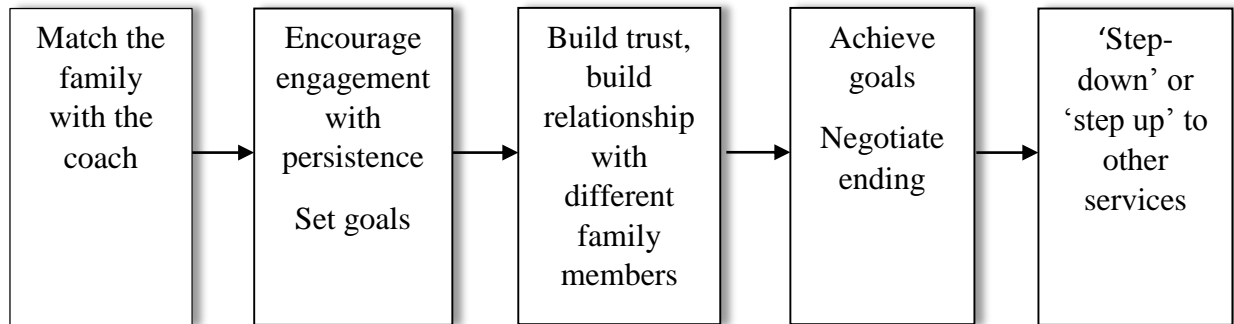 Match the
family
with the
coach
Encourage
engagement
with
persistence
Set goals
Build trust,
build
relationship
with
different
family
members
Achieve
goals
Negotiate
ending
‘Step-
down’ or
‘step up’ to
other
services